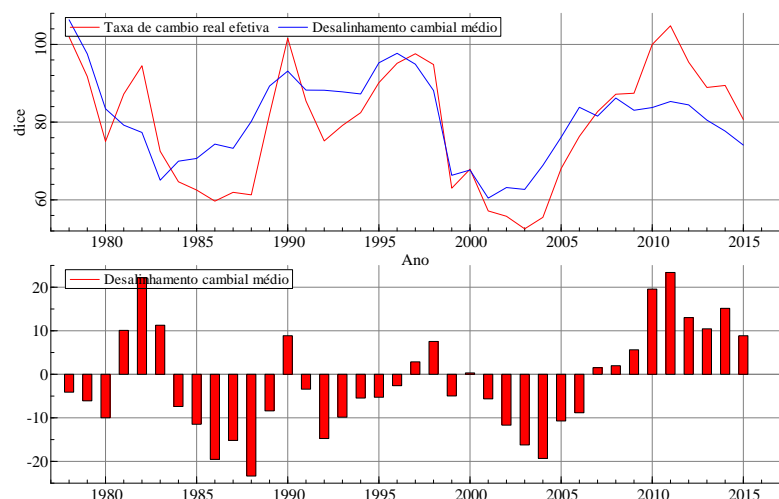 Taxa de cambio real efetiva Desalinhamento cambial médio
100
80
60
dice
1980 1985 1990 1995 2000 2005 2010 2015
Ano
Desalinhamento cambial médio
20
10
0
-10
-20
1980 1985 1990 1995 2000 2005 2010 2015